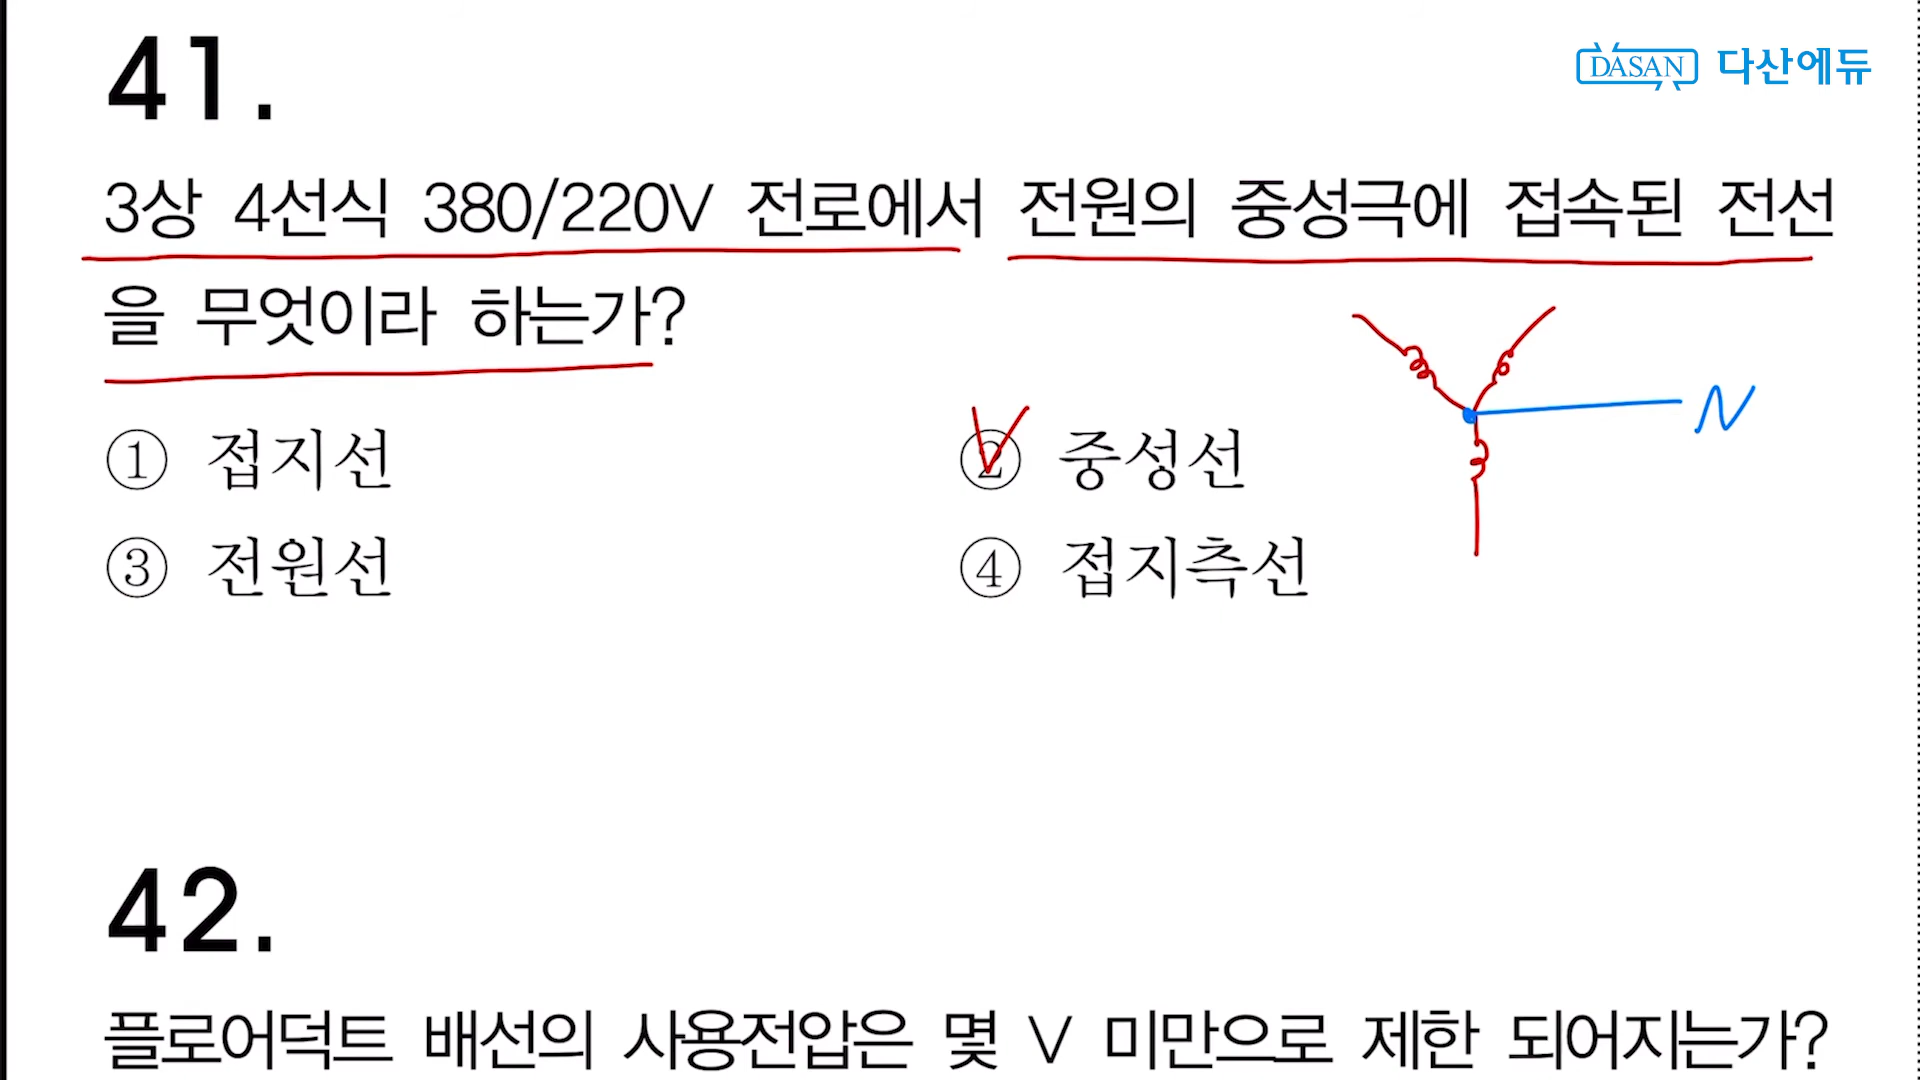 41.
DASAN 다산에듀
3상 4선식 380/220V 전로에서 전원의 중성극에 접속된 전선
을 무엇이라 하는가?
① 접지선
② 중성선
N
③ 전원선
④ 접지측선
42.
플로어덕트 배선의 사용전압은 몇 V 미만으로 제한 되어지는가?